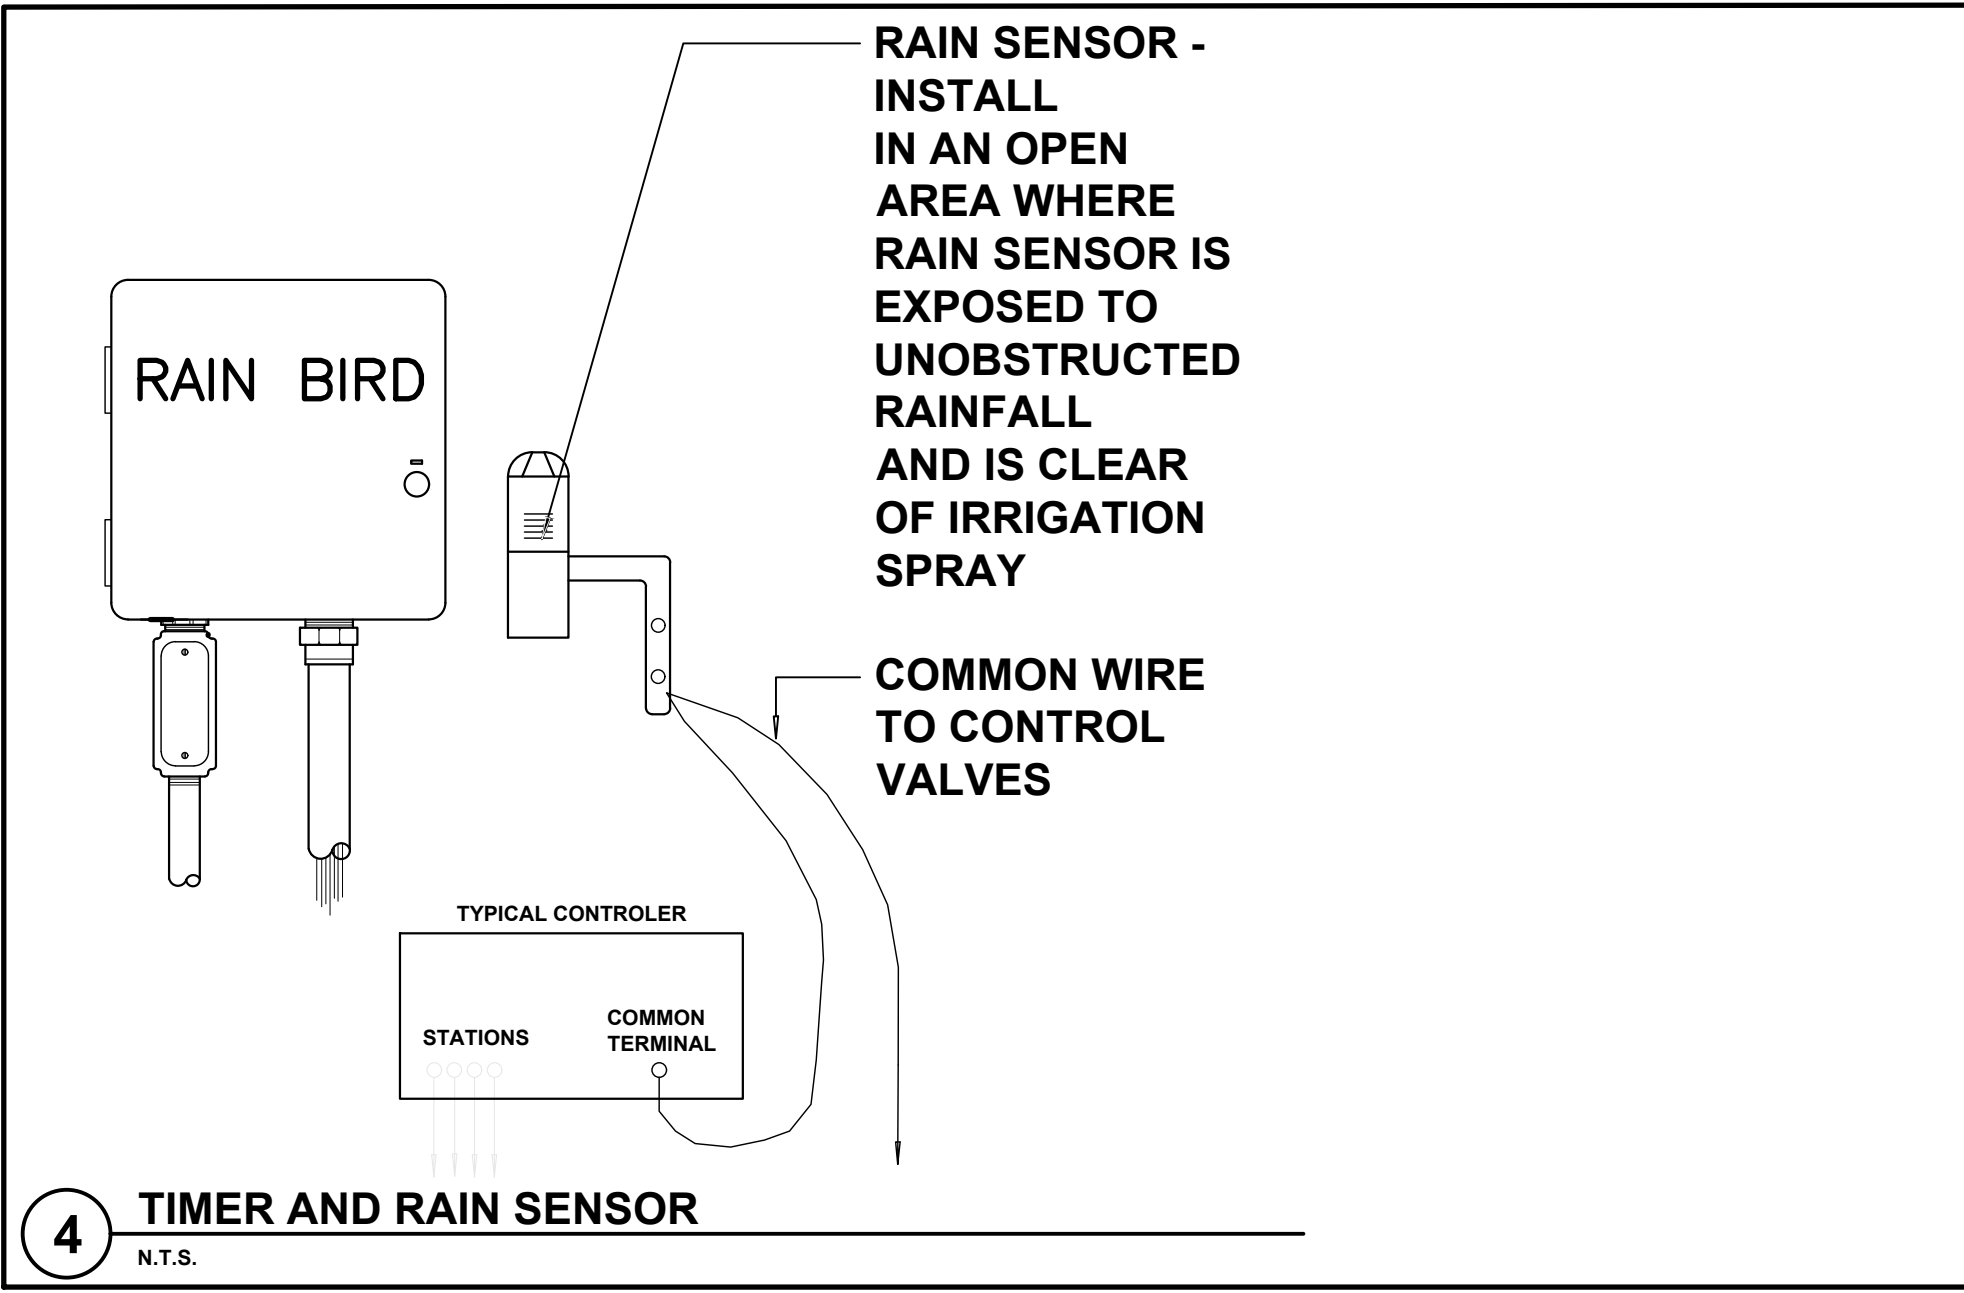 RAIN SENSOR -
INSTALL
IN AN OPEN
AREA WHERE
RAIN SENSOR IS
EXPOSED TO
UNOBSTRUCTED
RAINFALL
AND IS CLEAR
OF IRRIGATION
SPRAY
RAIN BIRD
COMMON WIRE
TO CONTROL
VALVES
TYPICAL CONTROLER
STATIONS
COMMON
TERMINAL
4
TIMER AND RAIN SENSOR
N.T.S.